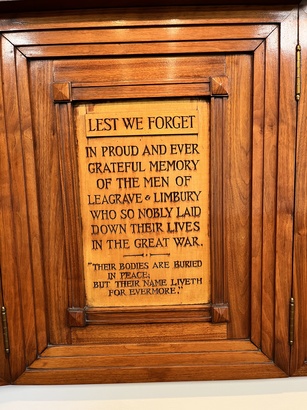 LEST WE FORGET
IN PROUD AND EVER
GRATEFUL MEMORY
OF THE MEN OF
LEAGRAVE & LIMBURY
WHO SO NOBLY LAID
DOWN THEIR LIVES
IN THE GREAT WAR.
"THEIR BODIES ARE BURIED
IN PEACE;
BUT THEIR NAME LIVETH
FOR EVERMORE."